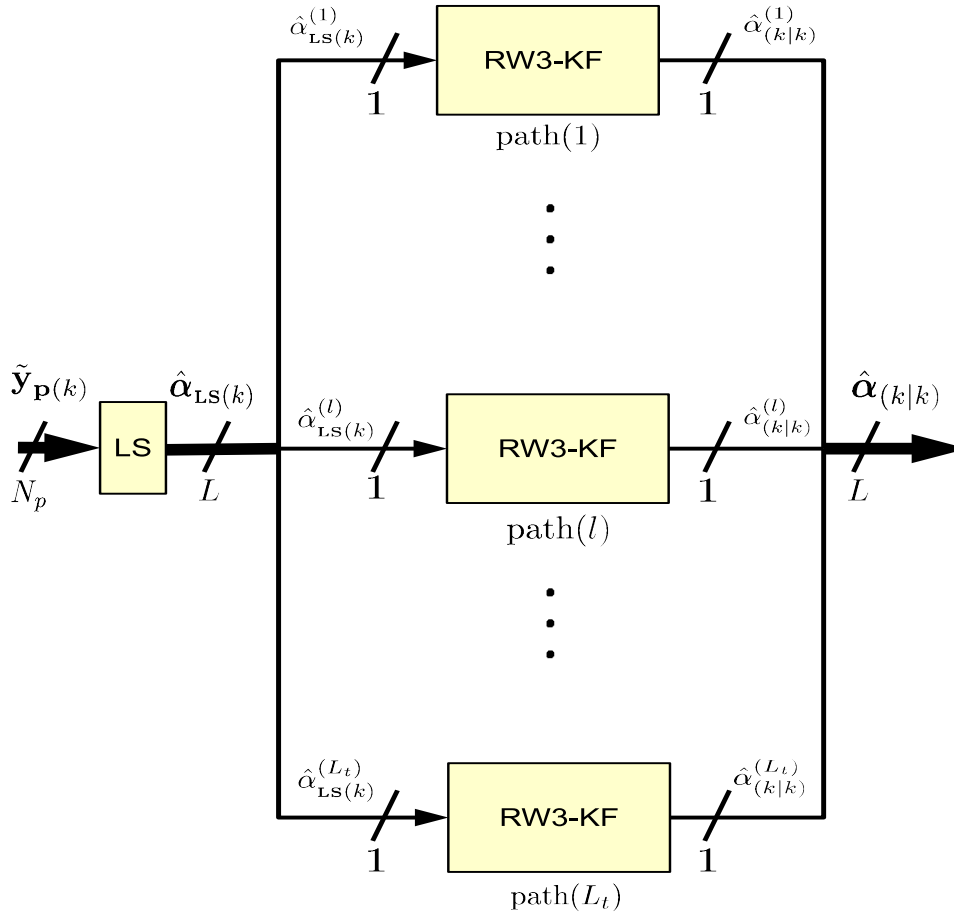 α̂_LS(k)^(1)
1
RW3-KF
path(1)
α̂_(k|k)^(1)
1
ỹ_p(k)
N_p
LS
α̂_LS(k)
L
α̂_LS(k)^(l)
1
RW3-KF
path(l)
α̂_(k|k)^(l)
1
α̂_(k|k)
L
α̂_LS(k)^(L_t)
1
RW3-KF
path(L_t)
α̂_(k|k)^(L_t)
1